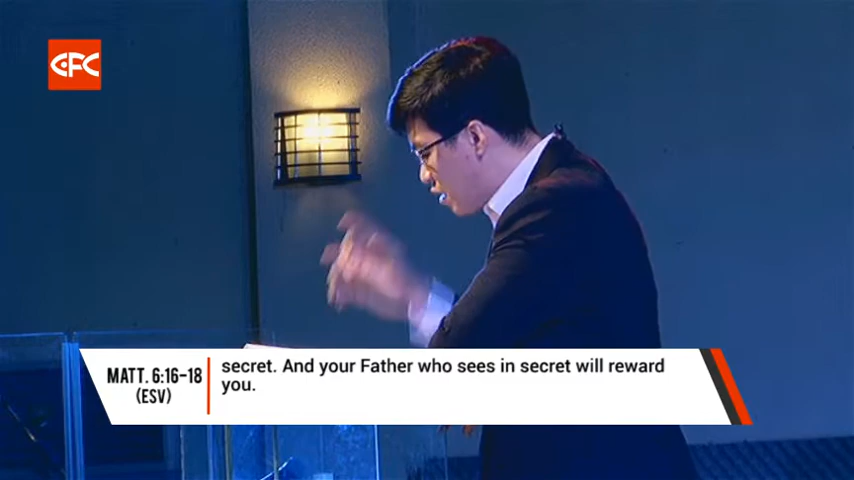 CFC
MATT. 6:16-18
(ESV)
secret. And your Father who sees in secret will reward
you.